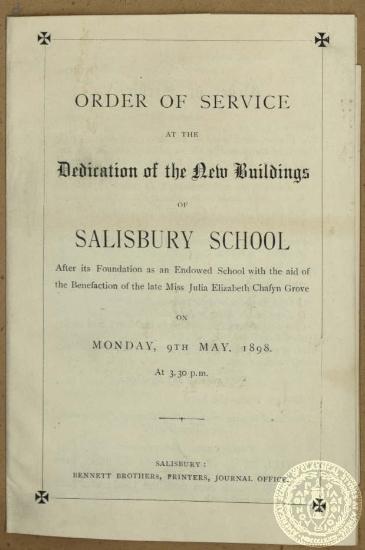 ORDER OF SERVICE
AT THE
Dedication of the New Buildings
OF
SALISBURY SCHOOL
After its Foundation as an Endowed School with the aid of
the Benefaction of the late Miss Julia Elizabeth Chafyn Grove
ON
MONDAY, 9TH MAY, 1898.
At 3.30 p.m.
SALISBURY:
BENNETT BROTHERS, PRINTERS, JOURNAL OFFICE.